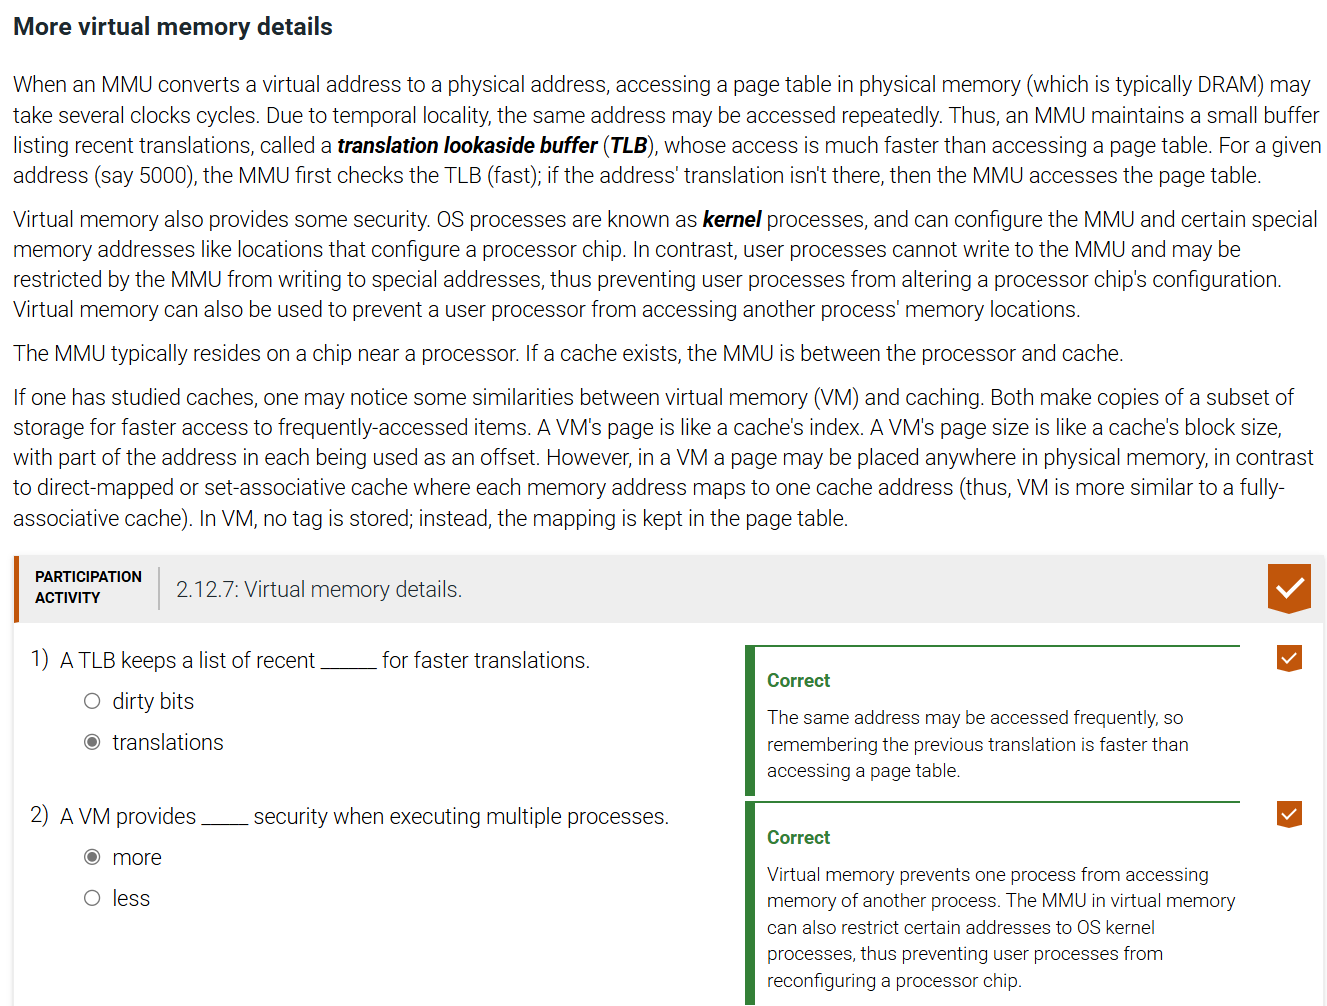 More virtual memory details
When an MMU converts a virtual address to a physical address, accessing a page table in physical memory (which is typically DRAM) may
take several clocks cycles. Due to temporal locality, the same address may be accessed repeatedly. Thus, an MMU maintains a small buffer
listing recent translations, called a translation lookaside buffer (TLB), whose access is much faster than accessing a page table. For a given
address (say 5000), the MMU first checks the TLB (fast); if the address' translation isn't there, then the MMU accesses the page table.
Virtual memory also provides some security. OS processes are known as kernel processes, and can configure the MMU and certain special
memory addresses like locations that configure a processor chip. In contrast, user processes cannot write to the MMU and may be
restricted by the MMU from writing to special addresses, thus preventing user processes from altering a processor chip's configuration.
Virtual memory can also be used to prevent a user processor from accessing another process' memory locations.
The MMU typically resides on a chip near a processor. If a cache exists, the MMU is between the processor and cache.
If one has studied caches, one may notice some similarities between virtual memory (VM) and caching. Both make copies of a subset of
storage for faster access to frequently-accessed items. A VM's page is like a cache's index. A VM's page size is like a cache's block size,
with part of the address in each being used as an offset. However, in a VM a page may be placed anywhere in physical memory, in contrast
to direct-mapped or set-associative cache where each memory address maps to one cache address (thus, VM is more similar to a fully-
associative cache). In VM, no tag is stored; instead, the mapping is kept in the page table.
PARTICIPATION
ACTIVITY
2.12.7: Virtual memory details.
1) A TLB keeps a list of recent _____ for faster translations.
dirty bits
translations
Correct
The same address may be accessed frequently, so
remembering the previous translation is faster than
accessing a page table.
2) A VM provides ____ security when executing multiple processes.
more
less
Correct
Virtual memory prevents one process from accessing
memory of another process. The MMU in virtual memory
can also restrict certain addresses to OS kernel
processes, thus preventing user processes from
reconfiguring a processor chip.